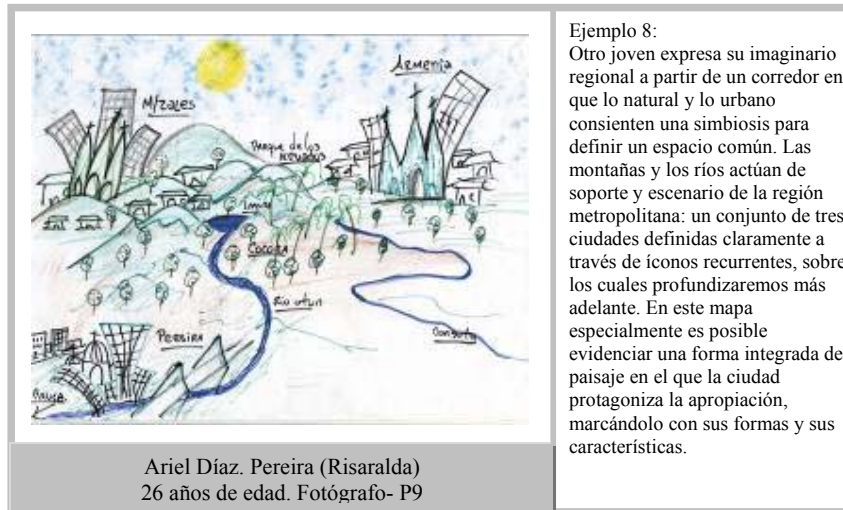 Armenia
M/zales
Parque de los
nevados
Laguna
Cocora
Río otún
Pereira
Consota
Cauca
Ariel Díaz. Pereira (Risaralda)
26 años de edad. Fotógrafo- P9
Ejemplo 8:
Otro joven expresa su imaginario
regional a partir de un corredor en
que lo natural y lo urbano
consienten una simbiosis para
definir un espacio común. Las
montañas y los ríos actúan de
soporte y escenario de la región
metropolitana: un conjunto de tres
ciudades definidas claramente a
través de íconos recurrentes, sobre
los cuales profundizaremos más
adelante. En este mapa
especialmente es posible
evidenciar una forma integrada de
paisaje en el que la ciudad
protagoniza la apropiación,
marcándolo con sus formas y sus
características.